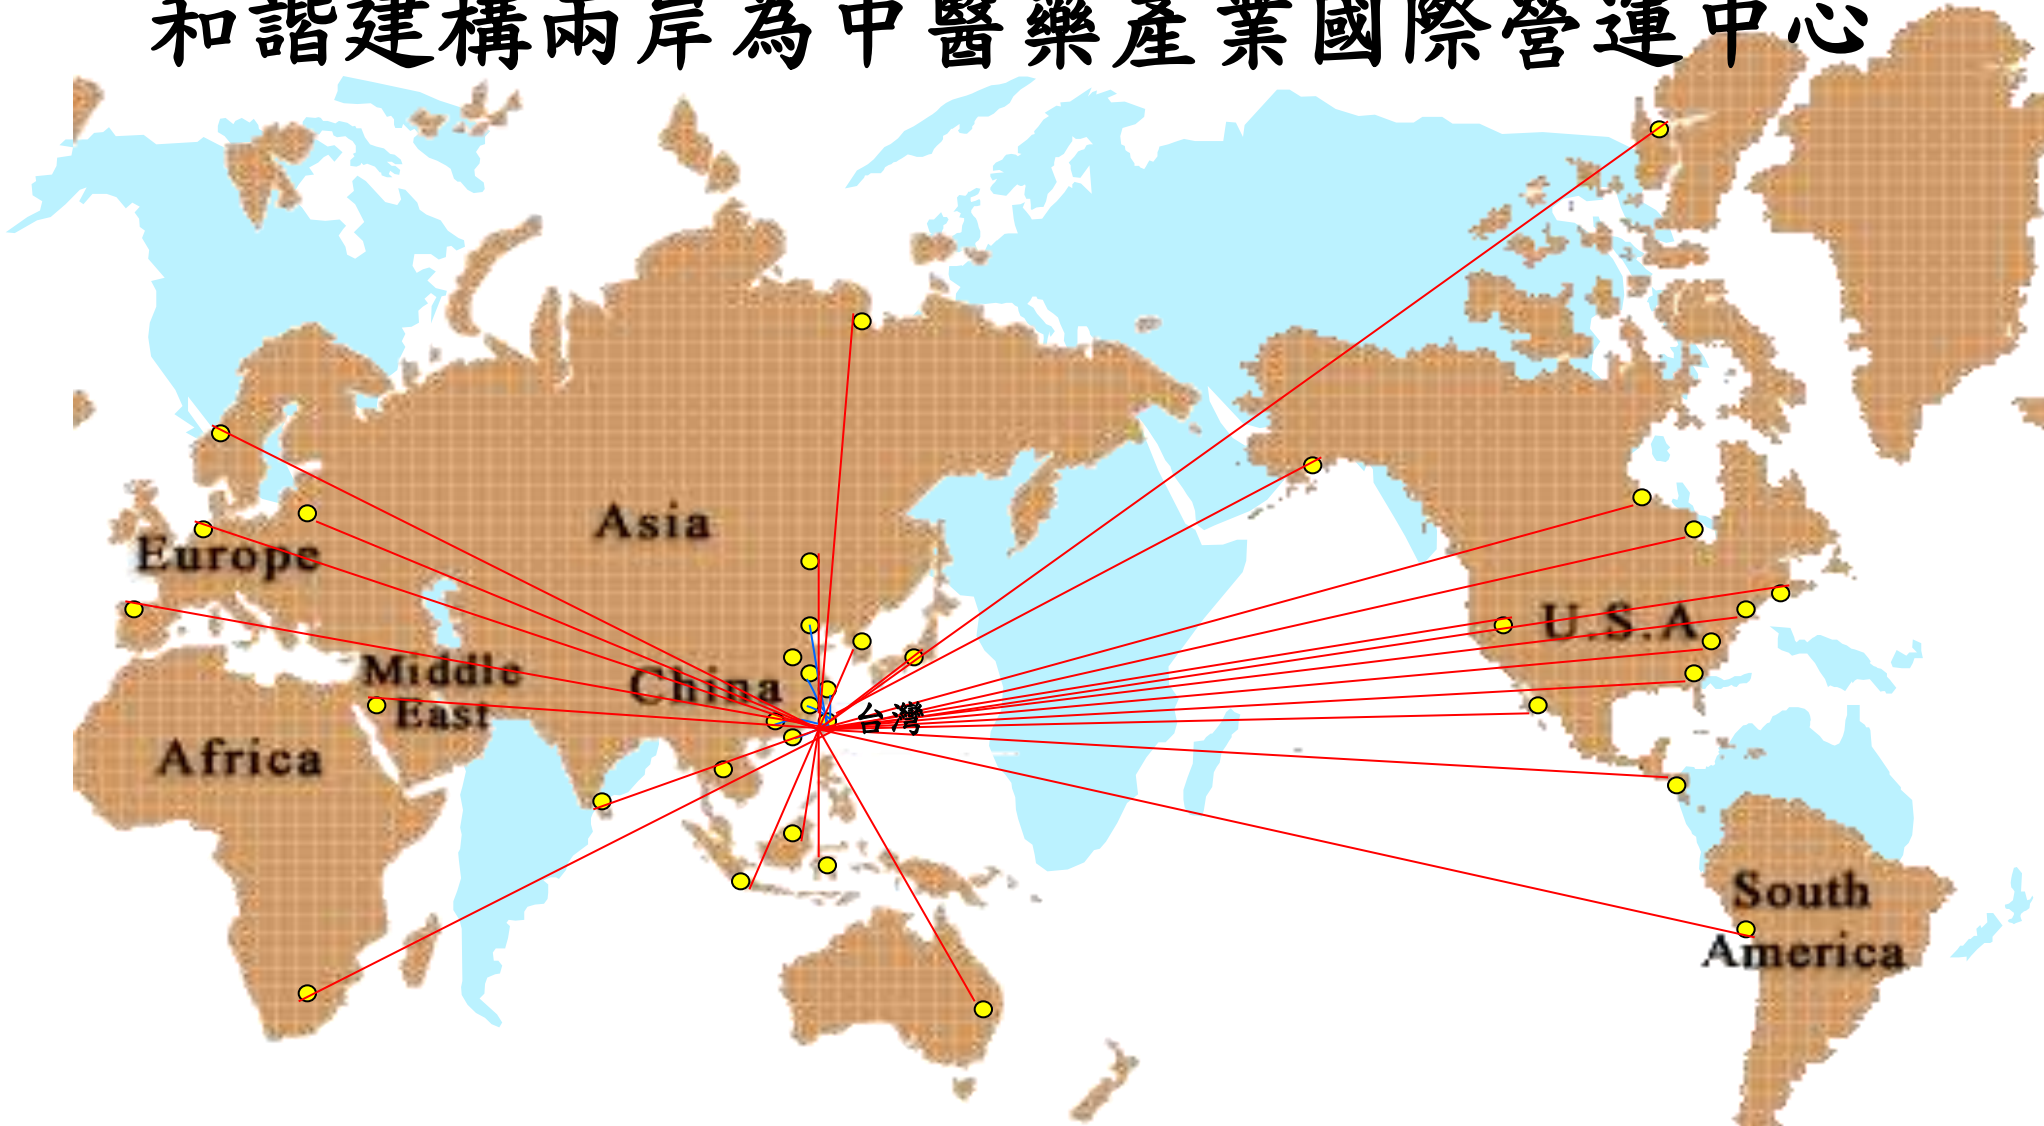 和諧建構兩岸為中醫藥產業國際營運中心
Asia
Europe
U.S.A
Middle
East
China
台灣
Africa
South
America